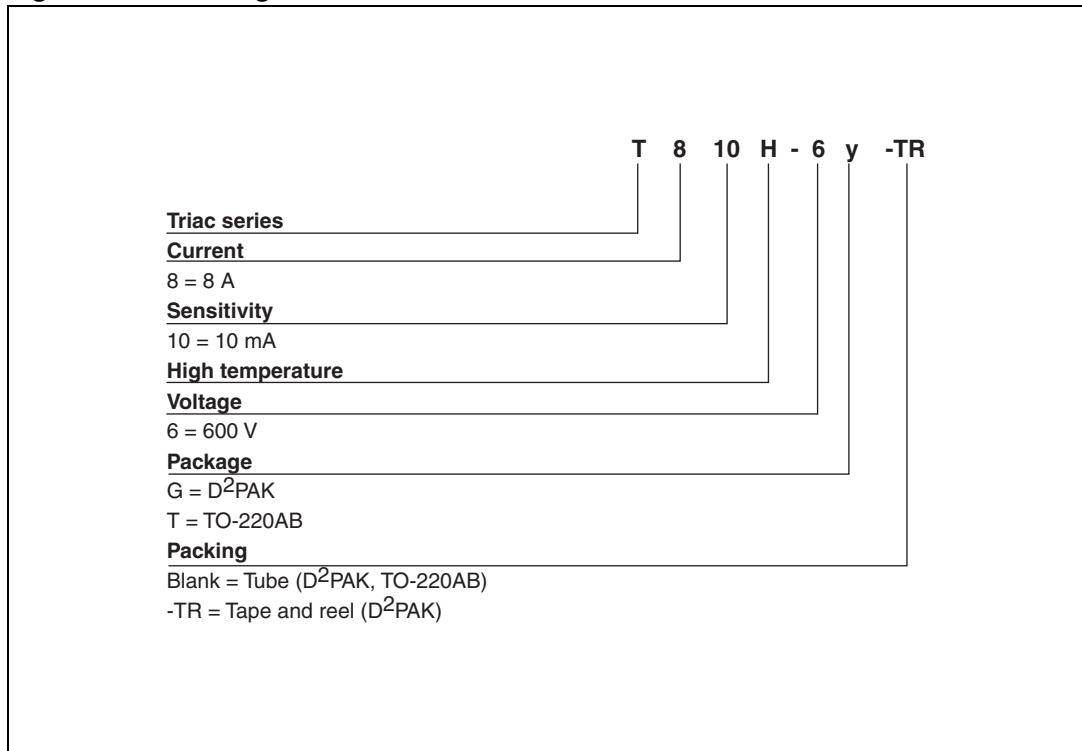 T 8 10 H - 6 y -TR
Triac series
Current
8 = 8 A
Sensitivity
10 = 10 mA
High temperature
Voltage
6 = 600 V
Package
G = D²PAK
T = TO-220AB
Packing
Blank = Tube (D²PAK, TO-220AB)
-TR = Tape and reel (D²PAK)